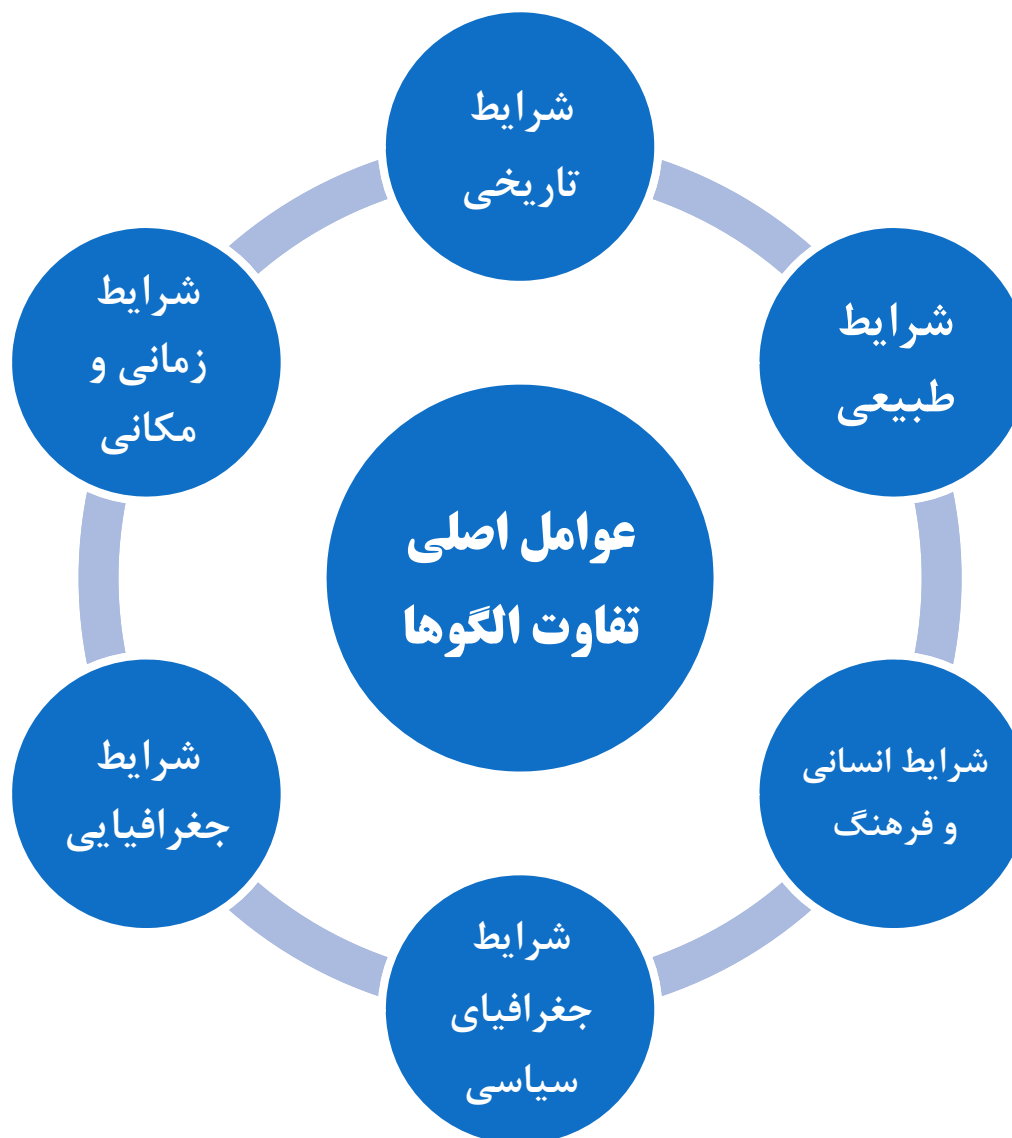 شرایط
تاریخی
شرایط
طبیعی
شرایط انسانی
و فرهنگ
شرایط
جغرافیای
سیاسی
شرایط
جغرافیایی
شرایط
زمانی و
مکانی
عوامل اصلی
تفاوت الگوها